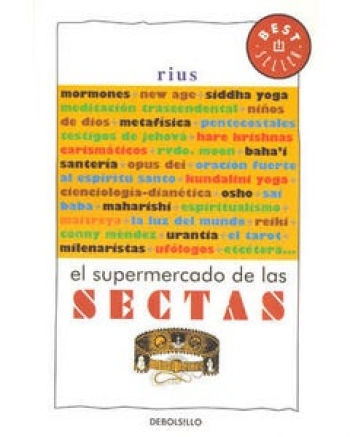 BEST
SELLER
rius
mormones • new age • siddha yoga
meditación trascendental • niños
de dios • metafísica • pentecostales
testigos de jehová • hare krishnas
carismáticos • rvdo. moon • baha'í
santería • opus dei • oración fuerte
al espíritu santo • kundalini yoga
cienciología-dianética • osho • sai
baba • maharishi • espiritualismo
maitreya • la luz del mundo • reiki
conny méndez • urantia • el tarot
milenaristas • ufólogos • etcétera...
el supermercado de las
SECTAS
DEBOLS!LLO